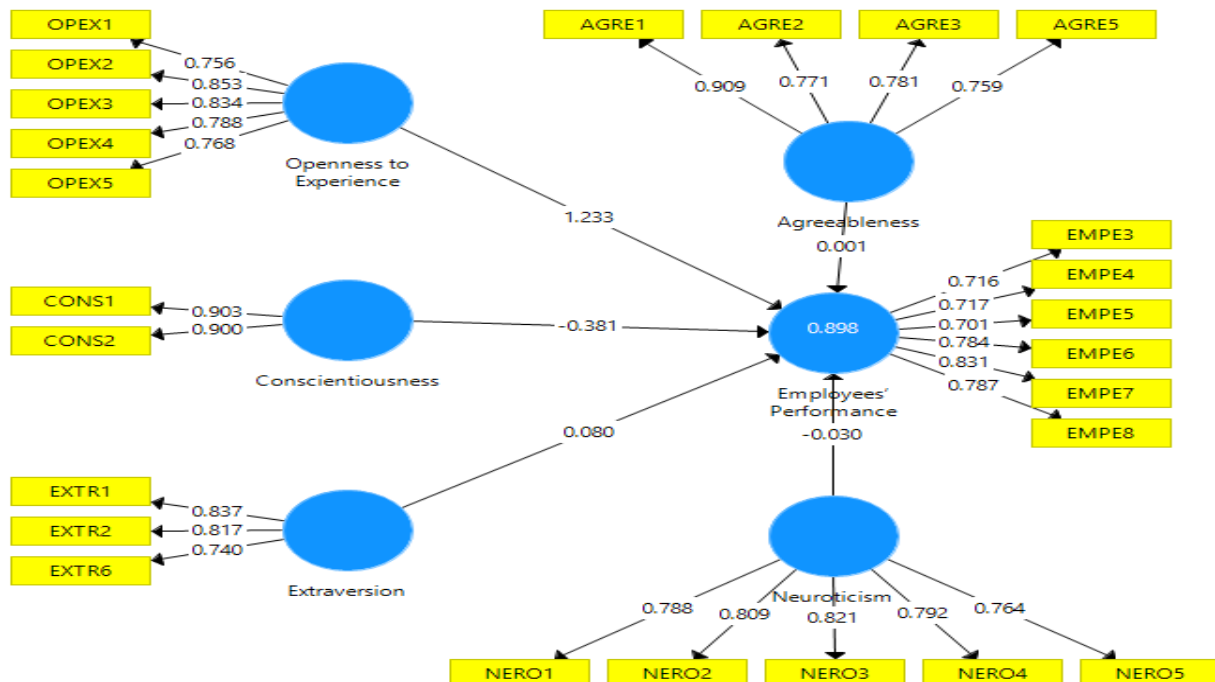 OPEX1
OPEX2
OPEX3
OPEX4
OPEX5
0.756
0.853
0.834
0.788
0.768
Openness to
Experience
AGRE1
AGRE2
AGRE3
AGRE5
0.909
0.771
0.781
0.759
Agreeableness
1.233
0.001
CONS1
CONS2
0.903
0.900
Conscientiousness
-0.381
0.898
Employees'
Performance
EMPE3
EMPE4
EMPE5
EMPE6
EMPE7
EMPE8
0.716
0.717
0.701
0.784
0.831
0.787
0.080
-0.030
EXTR1
EXTR2
EXTR6
0.837
0.817
0.740
Extraversion
Neuroticism
0.788
0.809
0.821
0.792
0.764
NERO1
NERO2
NERO3
NERO4
NERO5